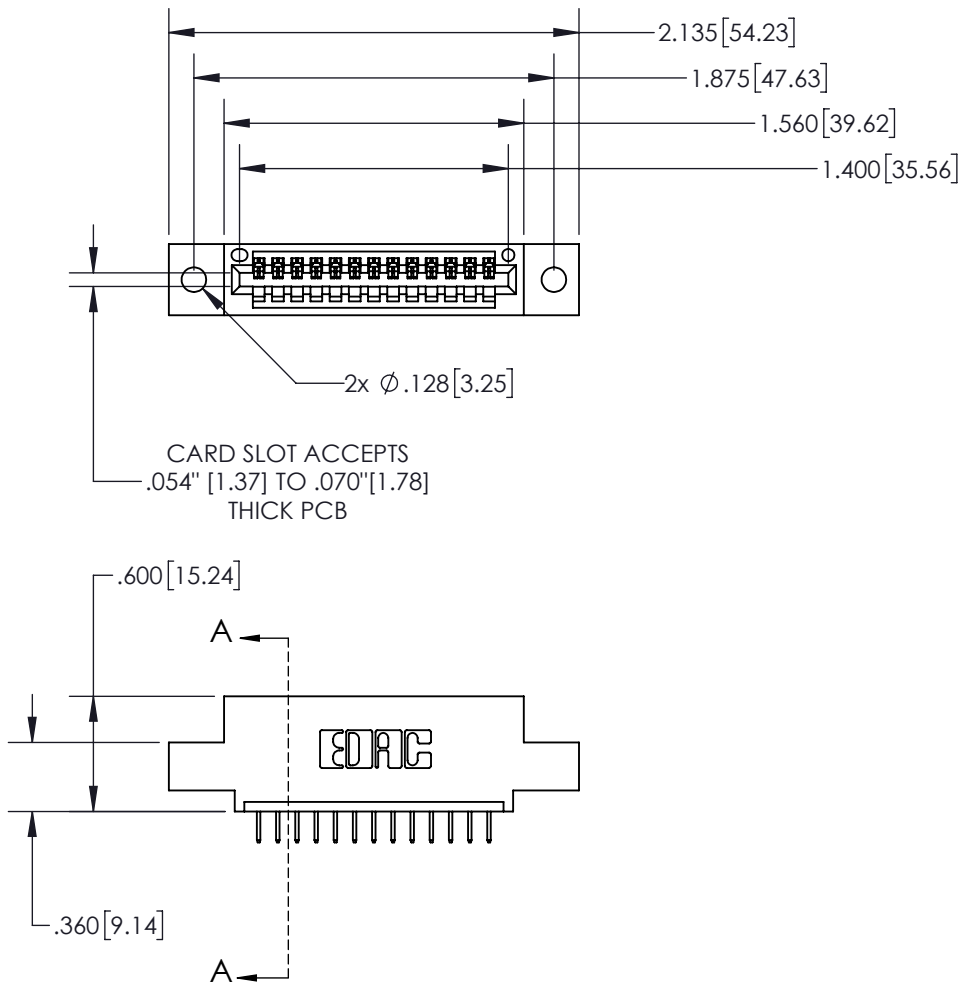 2.135[54.23]
1.875[47.63]
1.560[39.62]
1.400[35.56]
2x ∅.128[3.25]
CARD SLOT ACCEPTS
.054" [1.37] TO .070"[1.78]
THICK PCB
.600[15.24]
A
EDAC
.360[9.14]
A